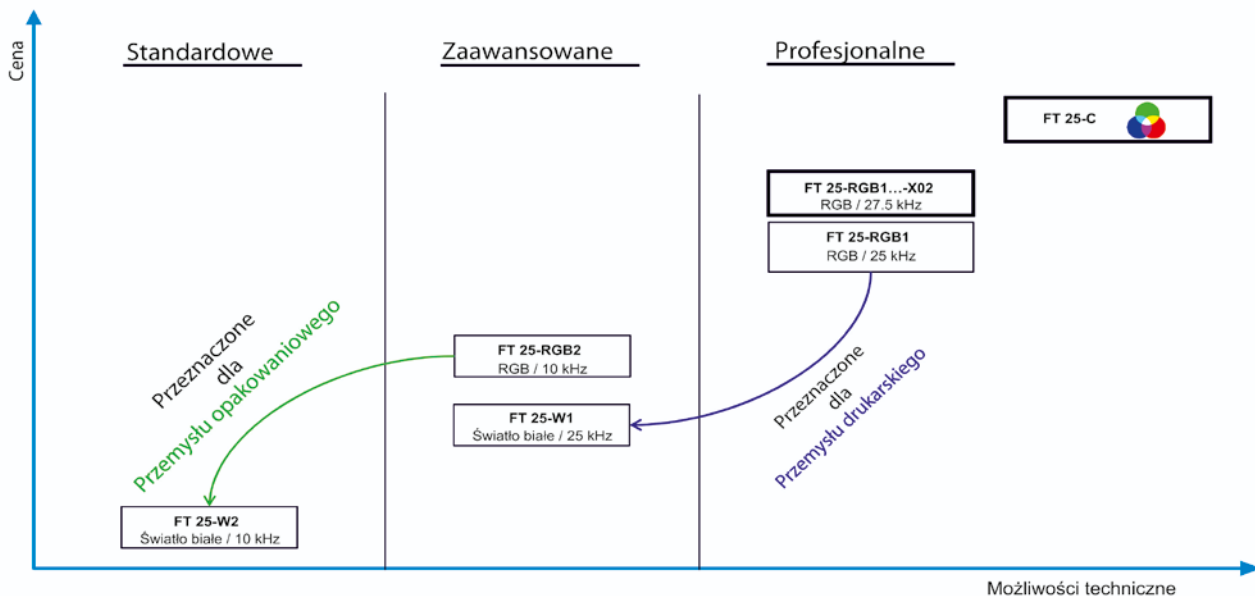 Cena
Standardowe
Zaawansowane
Profesjonalne
FT 25-C
FT 25-RGB1...-X02
RGB / 27.5 kHz
FT 25-RGB1
RGB / 25 kHz
Przeznaczone
dla
Przemysłu opakowaniowego
FT 25-RGB2
RGB / 10 kHz
FT 25-W1
Światło białe / 25 kHz
Przeznaczone
dla
Przemysłu drukarskiego
FT 25-W2
Światło białe / 10 kHz
Możliwości techniczne